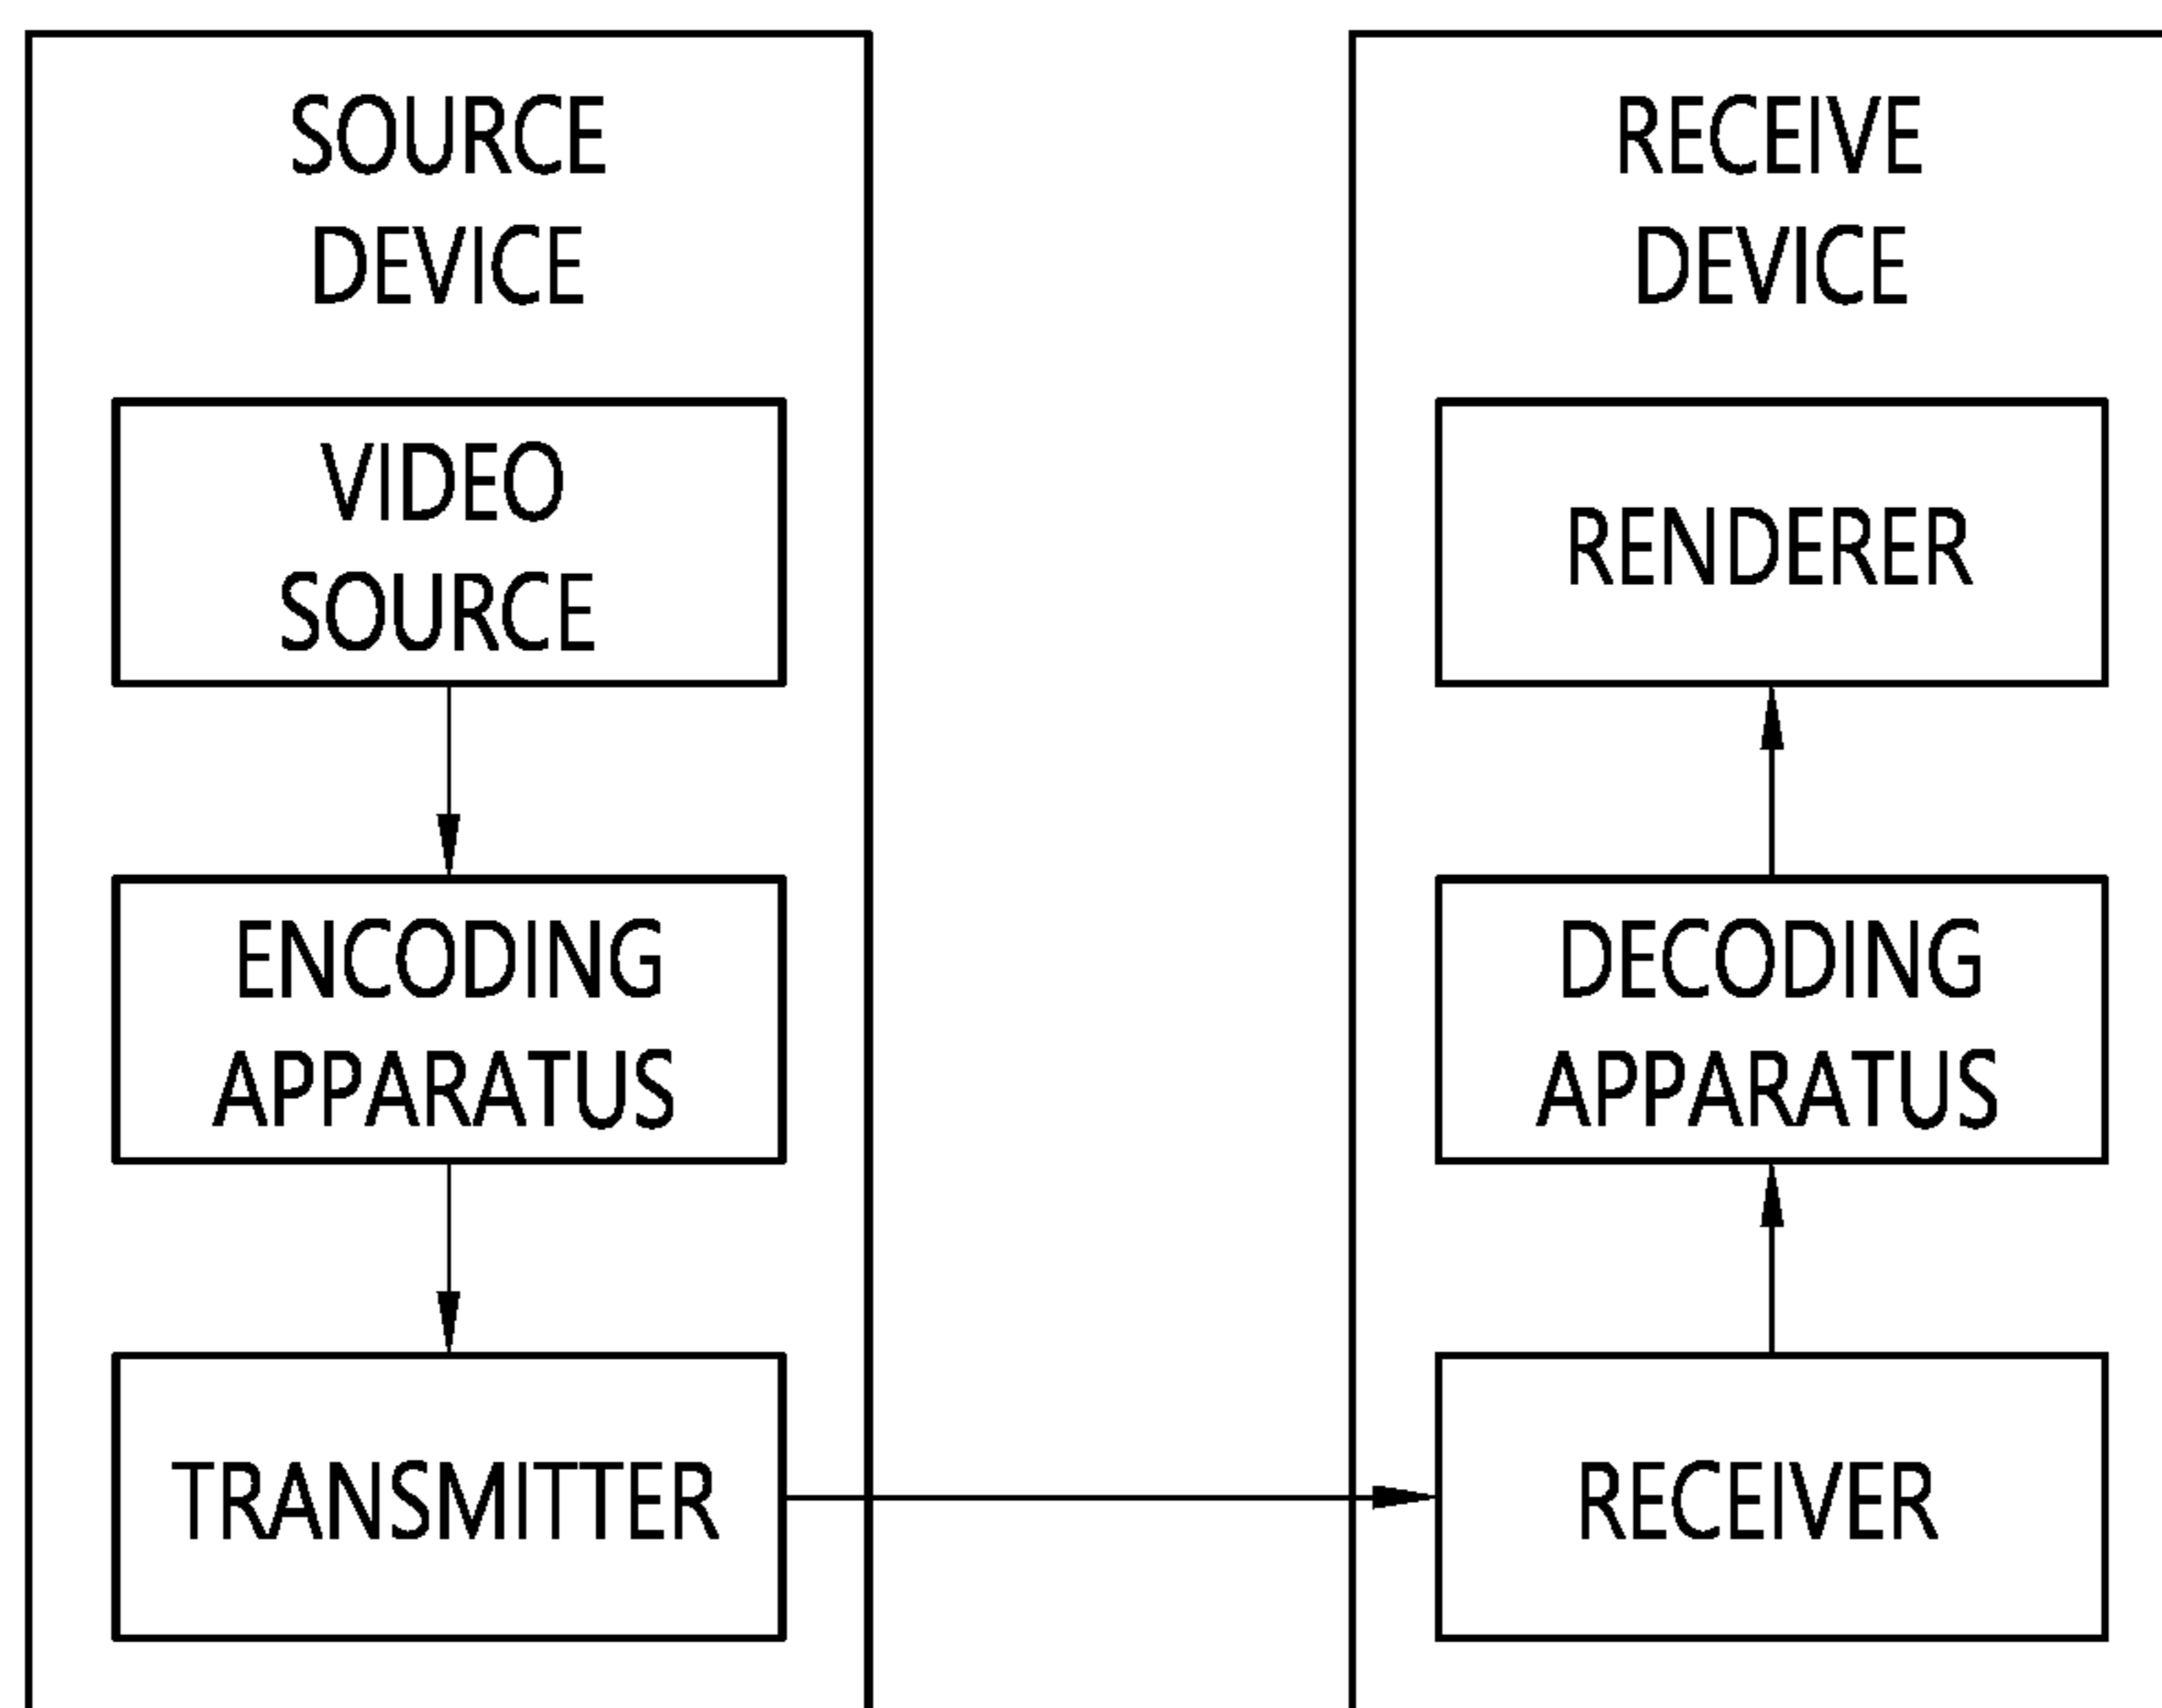 SOURCE
DEVICE
VIDEO
SOURCE
ENCODING
APPARATUS
TRANSMITTER
RECEIVE
DEVICE
RENDERER
DECODING
APPARATUS
RECEIVER